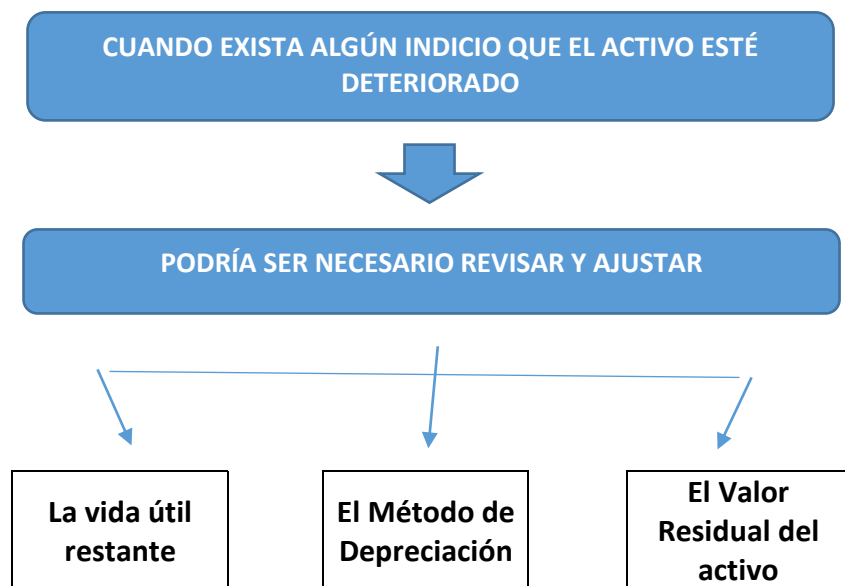 CUANDO EXISTA ALGÚN INDICIO QUE EL ACTIVO ESTÉ
DETERIORADO
PODRÍA SER NECESARIO REVISAR Y AJUSTAR
La vida útil
restante
El Método de
Depreciación
El Valor
Residual del
activo